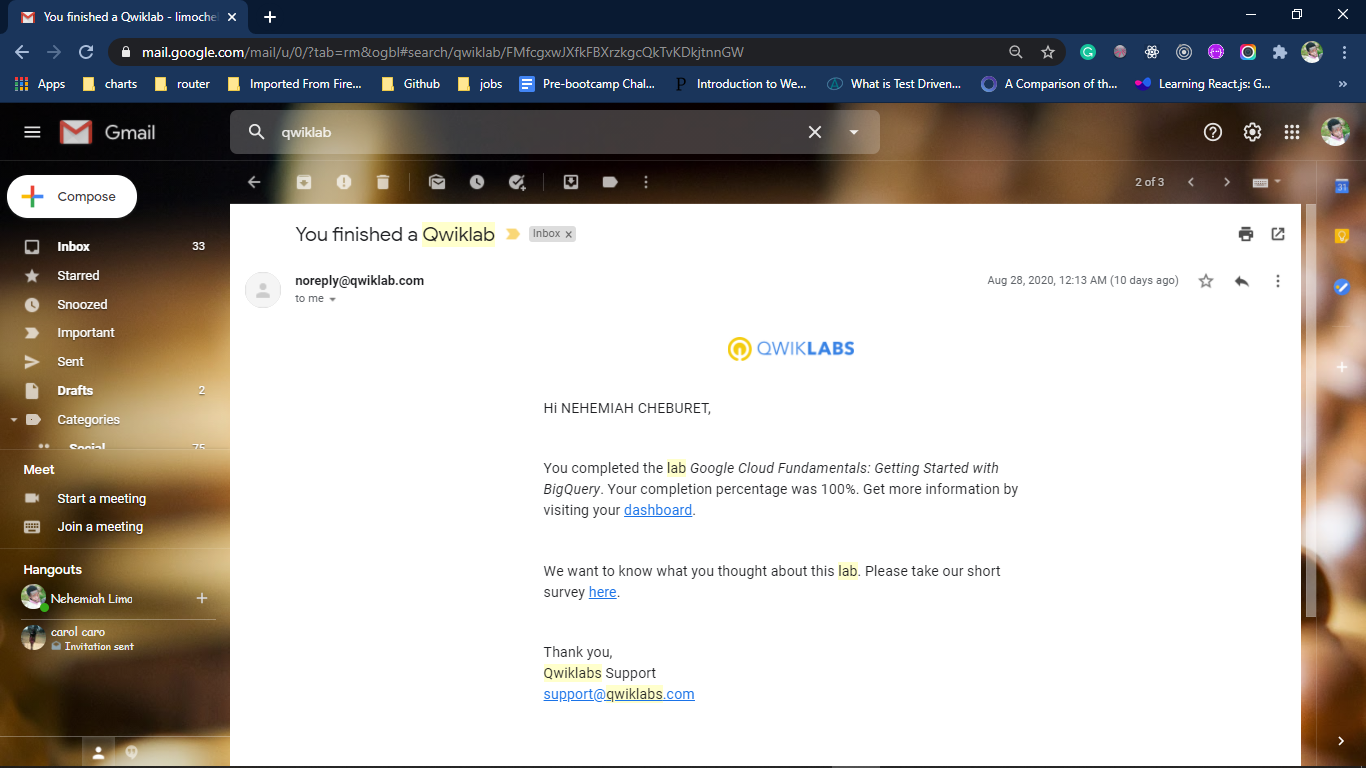 You finished a Qwiklab - limochel
mail.google.com/mail/u/0/?tab=rm&ogbl#search/qwiklab/FMfcgxwJXfkFBXrzkgcQkTvKDkjtnnGW
Apps charts router Imported From Fire... Github jobs Pre-bootcamp Chal... Introduction to We... What is Test Driven... A Comparison of th... Learning React.js: G... »
Gmail
qwiklab
Compose
2 of 3
Inbox 33
Starred
Snoozed
Important
Sent
Drafts 2
Categories
Social 75
Meet
Start a meeting
Join a meeting
Hangouts
Nehemiah Limo
carol caro
Invitation sent
You finished a Qwiklab Inbox x
noreply@qwiklab.com Aug 28, 2020, 12:13 AM (10 days ago)
to me
QWIKLABS
Hi NEHEMIAH CHEBURET,
You completed the lab Google Cloud Fundamentals: Getting Started with
BigQuery. Your completion percentage was 100%. Get more information by
visiting your dashboard.
We want to know what you thought about this lab. Please take our short
survey here.
Thank you,
Qwiklabs Support
support@qwiklabs.com
31